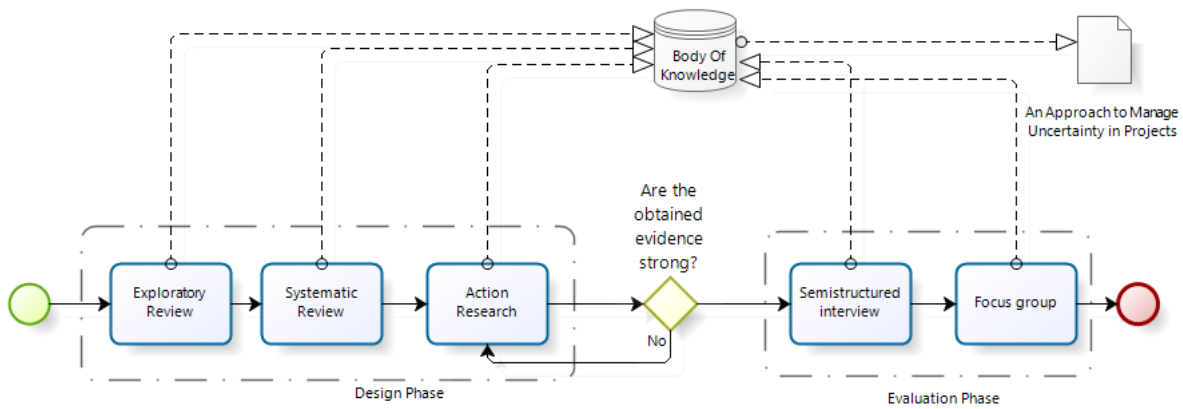 Body Of
Knowledge
An Approach to Manage
Uncertainty in Projects
Are the
obtained
evidence
strong?
Exploratory
Review
Systematic
Review
Action
Research
No
Semistructured
interview
Focus group
Design Phase
Evaluation Phase